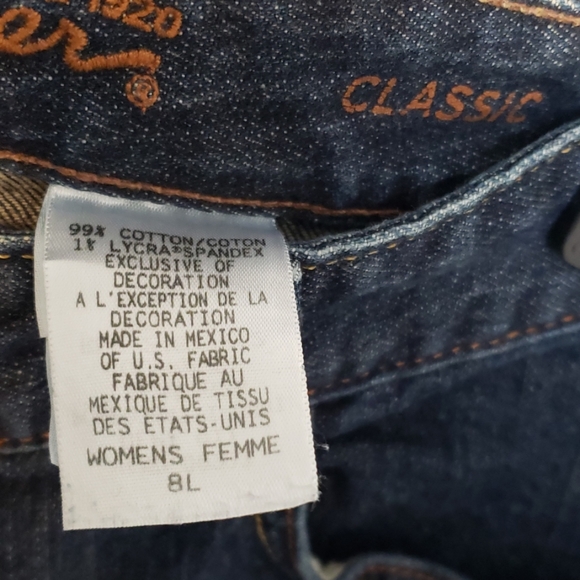 1920
CLASSIC
99% COTTON/COTON
1% LYCRA® SPANDEX
EXCLUSIVE OF
DECORATION
A L'EXCEPTION DE LA
DECORATION
MADE IN MEXICO
OF U.S. FABRIC
FABRIQUE AU
MEXIQUE DE TISSU
DES ETATS-UNIS
WOMENS FEMME
8L